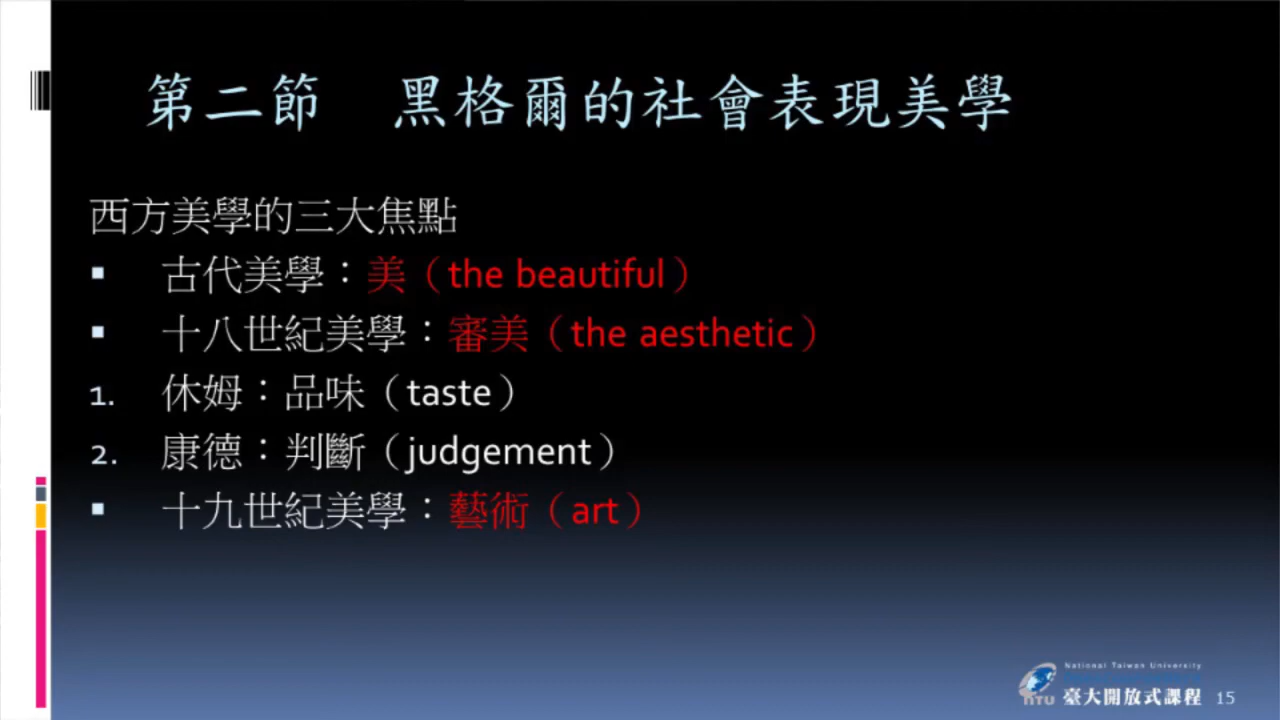 第二節 黑格爾的社會表現美學
西方美學的三大焦點
▪ 古代美學：美（the beautiful）
▪ 十八世紀美學：審美（the aesthetic）
1. 休姆：品味（taste）
2. 康德：判斷（judgement）
▪ 十九世紀美學：藝術（art）
National Taiwan University
NTU 臺大開放式課程 15